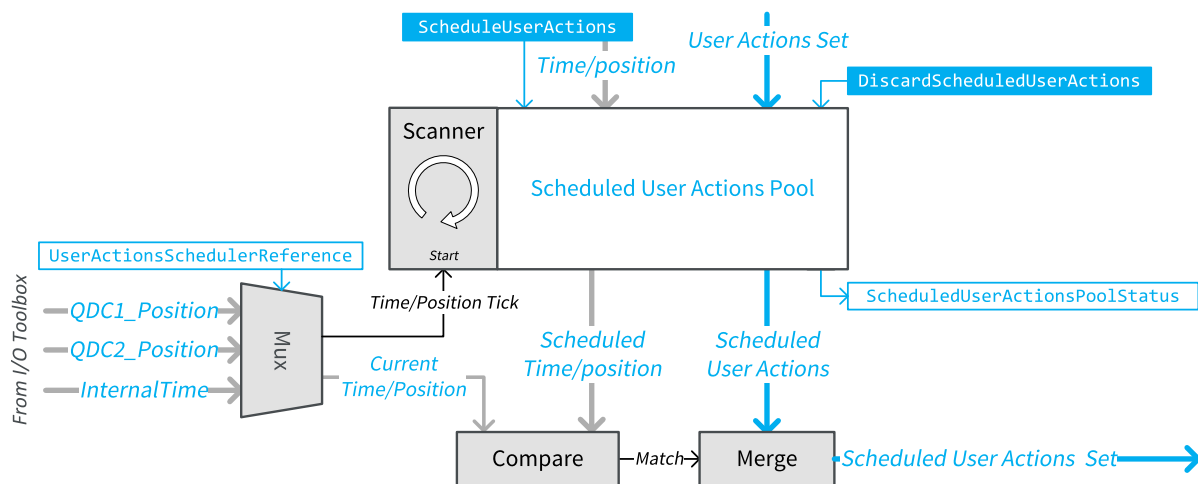 ScheduleUserActions
User Actions Set
Time/position
DiscardScheduledUserActions
Scanner
Scheduled User Actions Pool
Start
UserActionsSchedulerReference
Time/Position Tick
ScheduledUserActionsPoolStatus
From I/O Toolbox
QDC1_Position
QDC2_Position
InternalTime
Mux
Current
Time/Position
Scheduled
Time/position
Scheduled
User Actions
Compare
Match
Merge
Scheduled User Actions Set